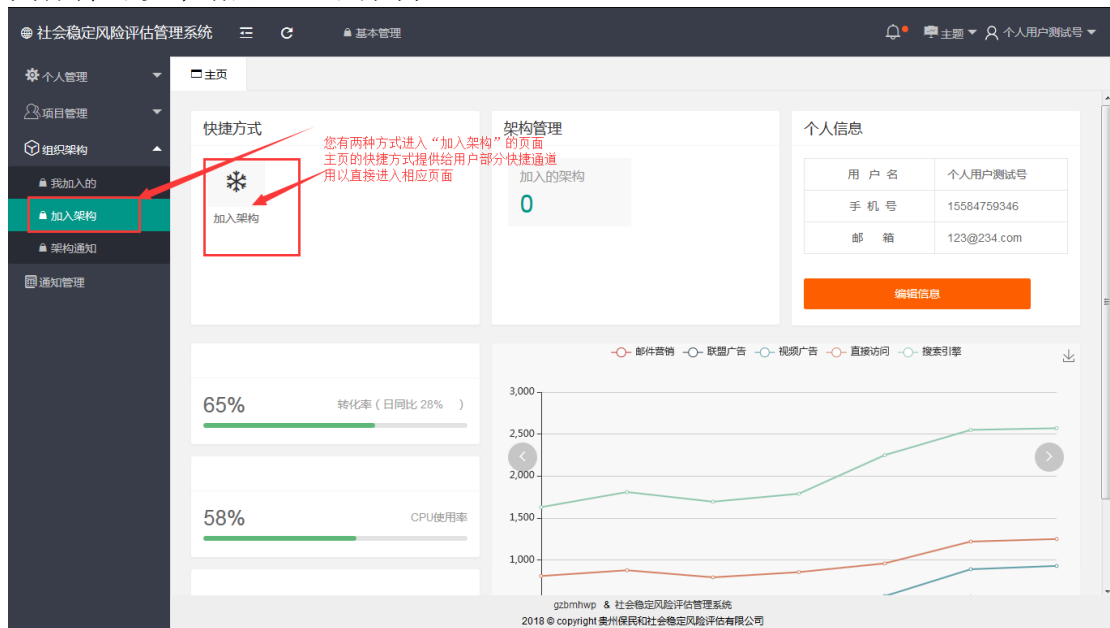 社会稳定风险评估管理系统
基本管理
主题
个人用户测试号
个人管理
项目管理
组织架构
我加入的
加入架构
架构通知
通知管理
主页
快捷方式
加入架构
您有两种方式进入“加入架构”的页面
主页的快捷方式提供给用户部分快捷通道
用以直接进入相应页面
架构管理
加入的架构
0
个人信息
用 户 名 个人用户测试号
手 机 号 15584759346
邮 箱 123@234.com
编辑信息
65% 转化率 ( 日同比 28% )
58% CPU使用率
邮件营销 联盟广告 视频广告 直接访问 搜索引擎
3,000
2,500
2,000
1,500
1,000
gzbmhwp & 社会稳定风险评估管理系统
2018 © copyright 贵州保民和社会稳定风险评估有限公司